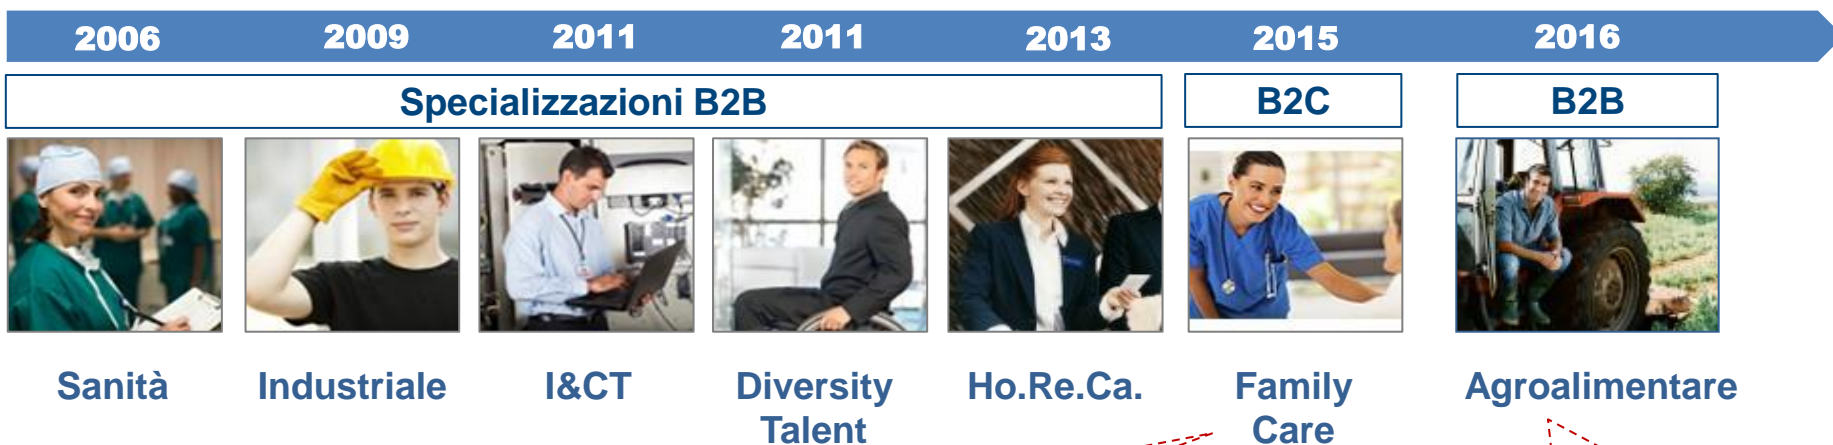 2006 2009 2011 2011 2013 2015 2016
Specializzazioni B2B B2C B2B
Sanità Industriale I&CT Diversity Ho.Re.Ca. Family Agroalimentare
Talent Care